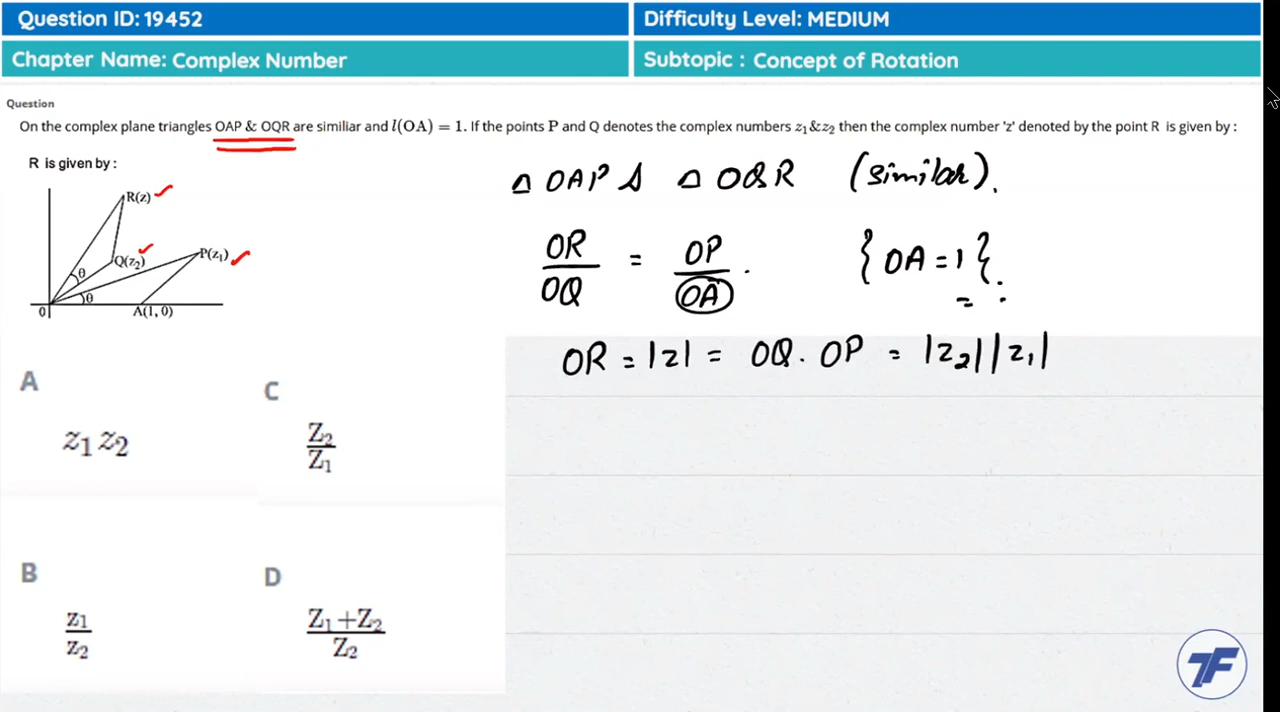 Question ID: 19452
Difficulty Level: MEDIUM
Chapter Name: Complex Number
Subtopic : Concept of Rotation
Question
On the complex plane triangles OAP & OQR are similiar and l(OA) = 1. If the points P and Q denotes the complex numbers z₁&z₂ then the complex number 'z' denoted by the point R is given by :
R is given by :
R(z)
Q(z₂)
P(z₁)
θ
θ
0
A(1, 0)
△ OAP & △ OQR (similar).
OR/OQ = OP/OA . {OA = 1}.
OR = |z| = OQ . OP = |z₂| |z₁|
A
z₁ z₂
C
Z₂/Z₁
B
z₁/z₂
D
Z₁+Z₂/Z₂
TF